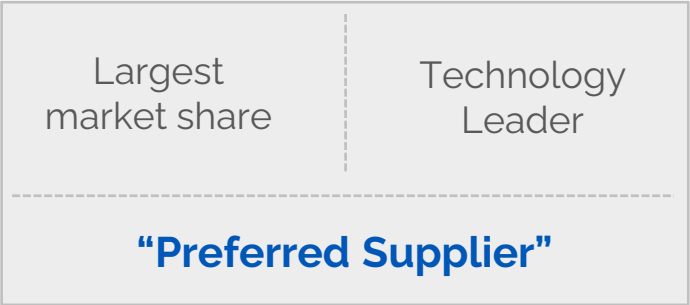 Largest
market share
Technology
Leader
“Preferred Supplier”